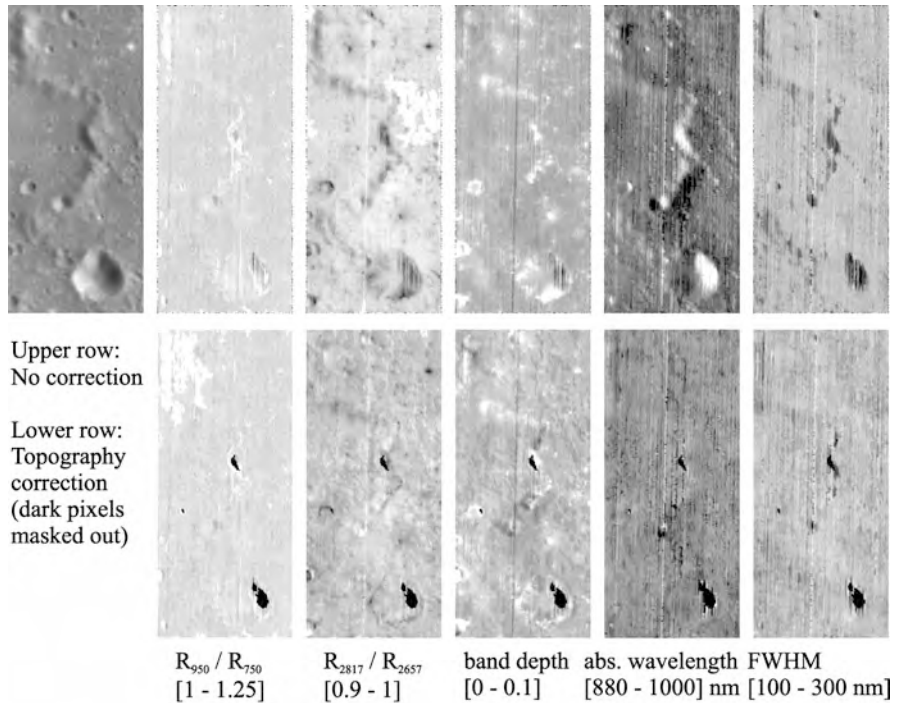 Upper row:
No correction
Lower row:
Topography
correction
(dark pixels
masked out)
R950 / R750
[1 - 1.25]
R2817 / R2657
[0.9 - 1]
band depth
[0 - 0.1]
abs. wavelength
[880 - 1000] nm
FWHM
[100 - 300 nm]